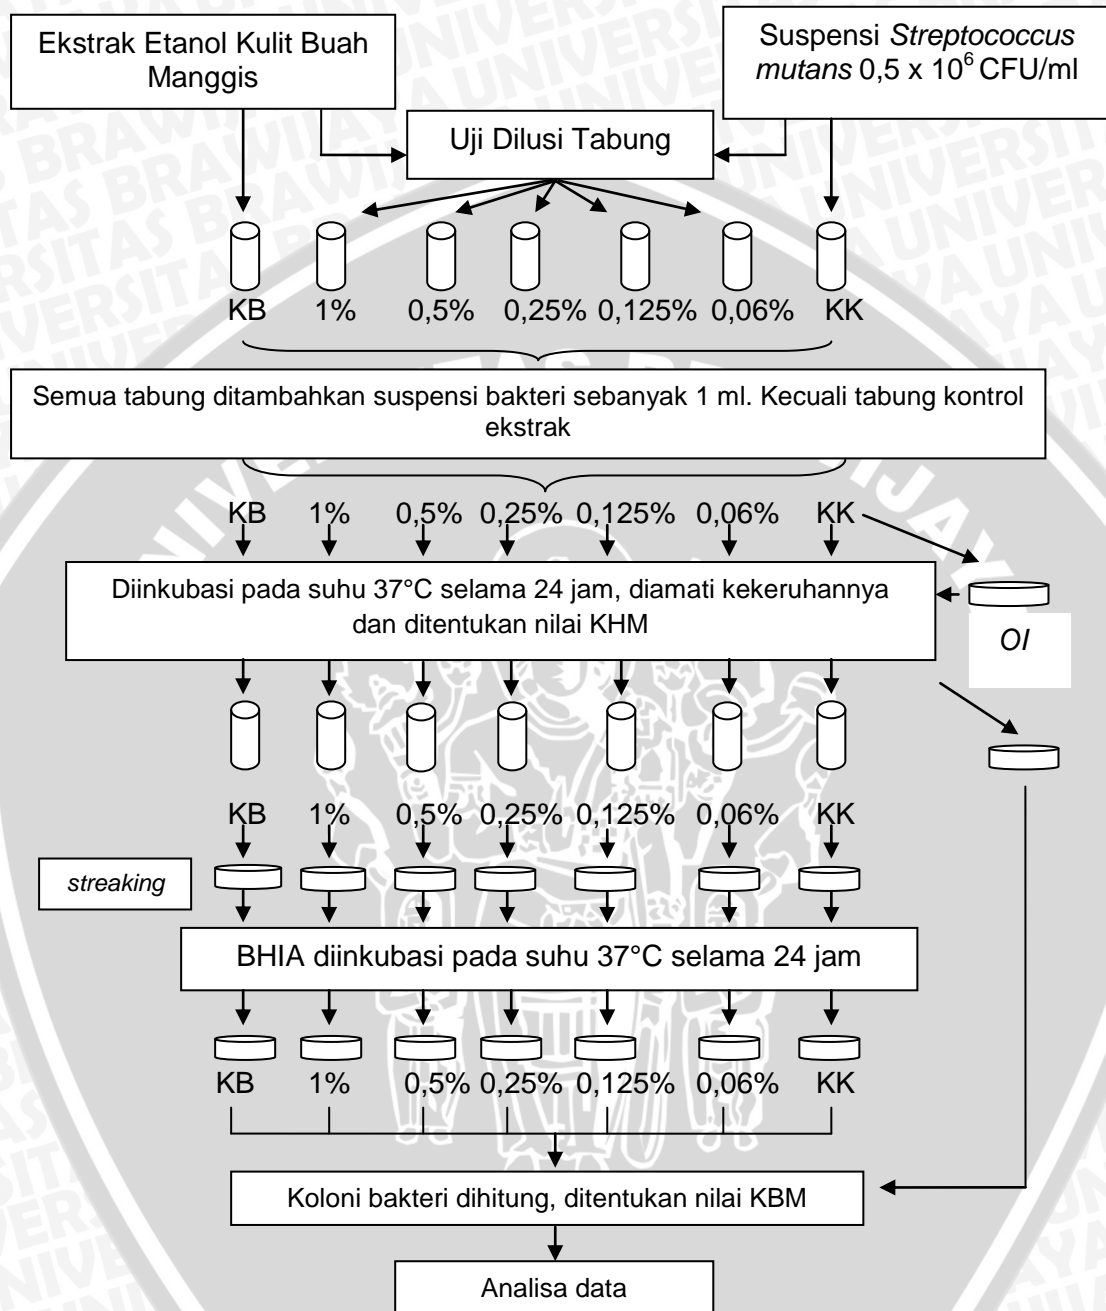 Ekstrak Etanol Kulit Buah
Manggis
Suspensi Streptococcus
mutans 0,5 x 10⁶ CFU/ml
Uji Dilusi Tabung
KB 1% 0,5% 0,25% 0,125% 0,06% KK
Semua tabung ditambahkan suspensi bakteri sebanyak 1 ml. Kecuali tabung kontrol
ekstrak
KB 1% 0,5% 0,25% 0,125% 0,06% KK
Diinkubasi pada suhu 37°C selama 24 jam, diamati kekeruhannya
dan ditentukan nilai KHM
OI
KB 1% 0,5% 0,25% 0,125% 0,06% KK
streaking
BHIA diinkubasi pada suhu 37°C selama 24 jam
KB 1% 0,5% 0,25% 0,125% 0,06% KK
Koloni bakteri dihitung, ditentukan nilai KBM
Analisa data